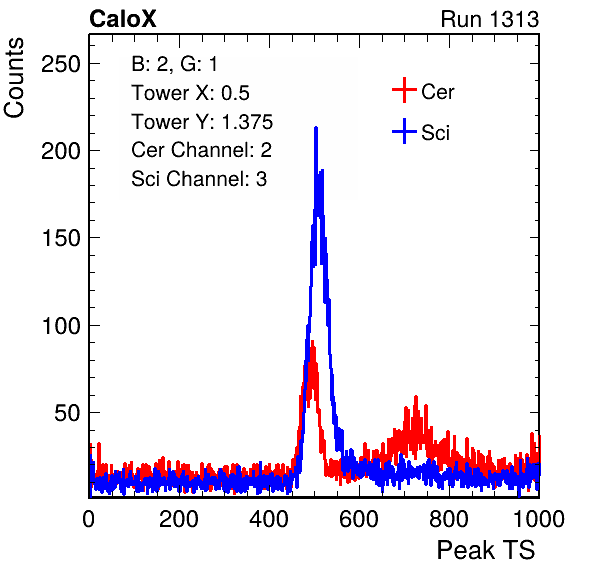 CaloX
Run 1313
Counts
250
200
150
100
50
B: 2, G: 1
Tower X: 0.5
Tower Y: 1.375
Cer Channel: 2
Sci Channel: 3
Cer
Sci
0 200 400 600 800 1000
Peak TS